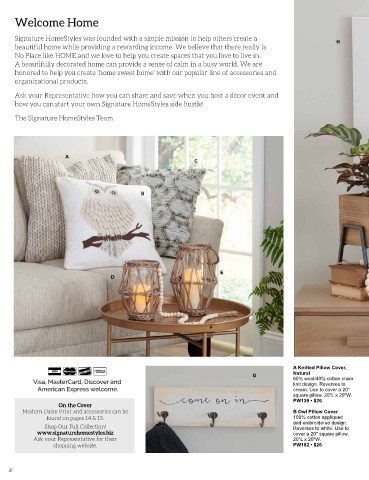 Welcome Home
Signature HomeStyles was founded with a simple mission to help others create a
beautiful home while providing a rewarding income. We believe that there really is
No Place like HOME and we love to help you create spaces that you love to live in.
A beautifully decorated home can provide a sense of calm in a busy world. We are
honored to help you create 'home sweet home' with our popular line of accessories and
organizational products.
Ask your Representative how you can share and save when you host a décor event and
how you can start your own Signature HomeStyles side hustle!
The Signature HomeStyles Team
H
A
C
B
D
E
Visa, MasterCard, Discover and
American Express welcome.
On the Cover
Modern Daisy Print and accessories can be
found on pages 14 & 15.
Shop Our Full Collection!
www.signaturehomestyles.biz
Ask your Representative for their
shopping website.
G
come on in
A Knitted Pillow Cover,
Natural
60% wool/40% cotton chain
knit design. Reverses to
cream. Use to cover a 20"
square pillow. 20"L x 20"W.
PW139 • $26
B Owl Pillow Cover
100% cotton appliqued
and embroidered design.
Reverses to white. Use to
cover a 20" square pillow.
20"L x 20"W.
PW182 • $26
2